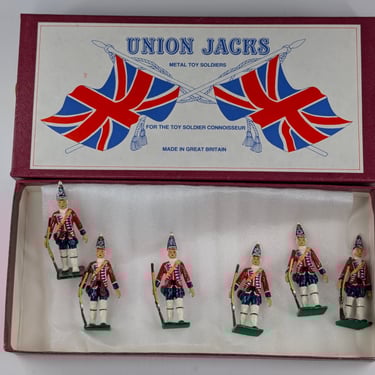 UNION JACKS
METAL TOY SOLDIERS
FOR THE TOY SOLDIER CONNOISSEUR
MADE IN GREAT BRITAIN